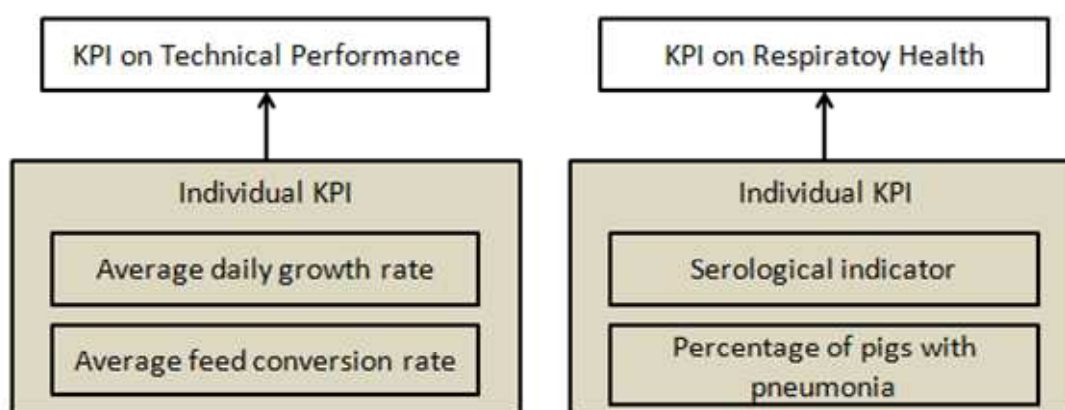 KPI on Technical Performance
Individual KPI
Average daily growth rate
Average feed conversion rate
KPI on Respiratoy Health
Individual KPI
Serological indicator
Percentage of pigs with
pneumonia